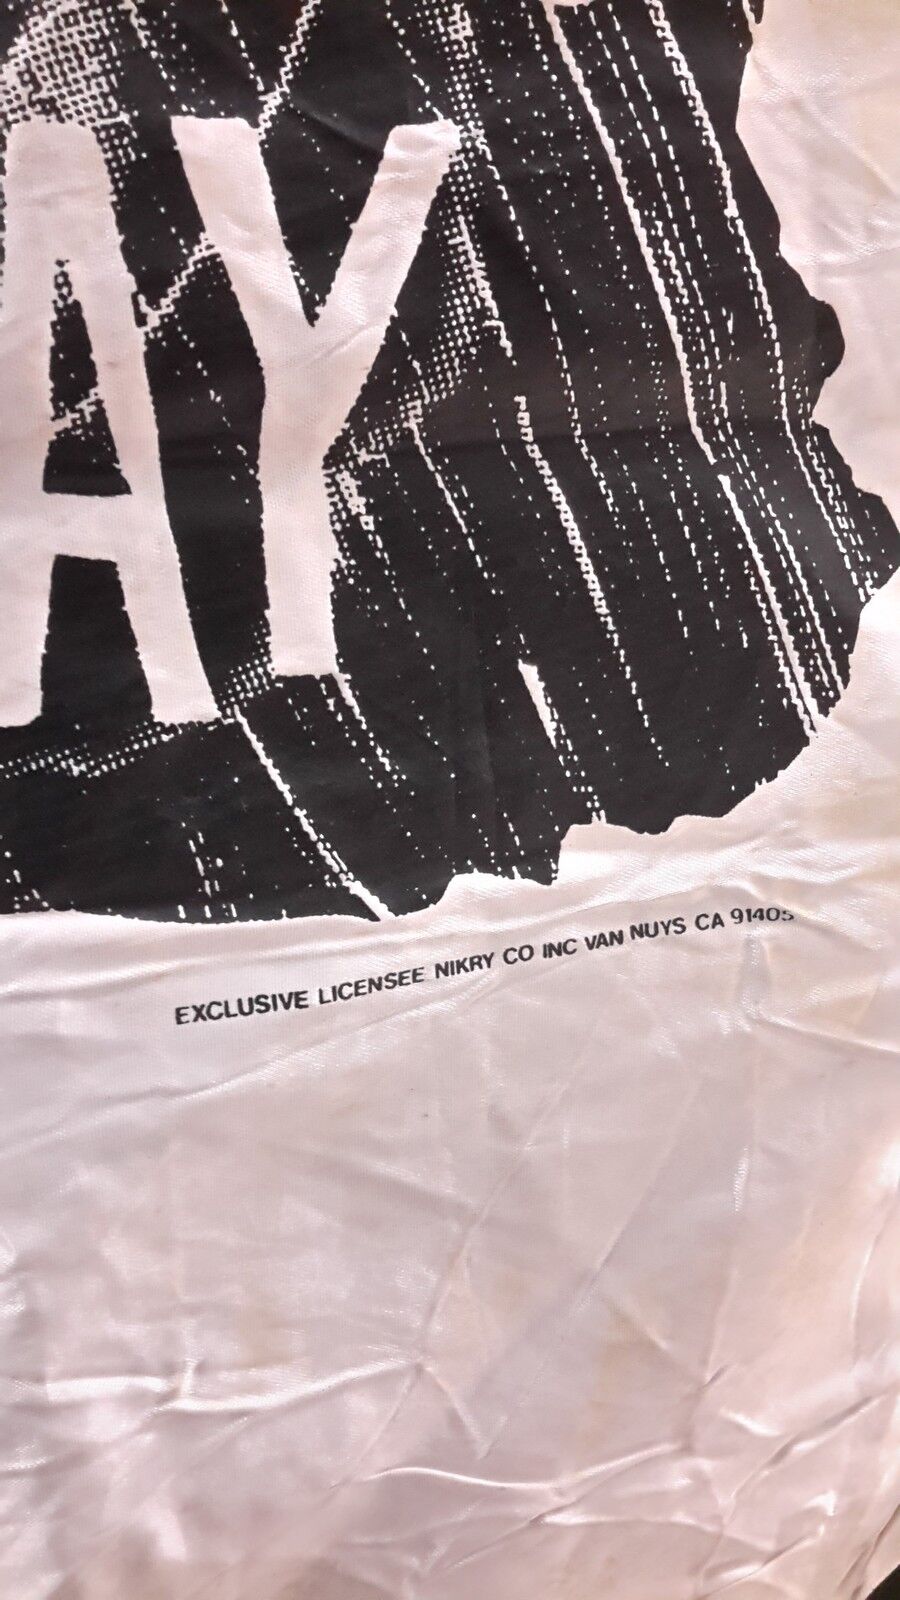 AY
EXCLUSIVE LICENSEE NIKRY CO INC VAN NUYS CA 91405